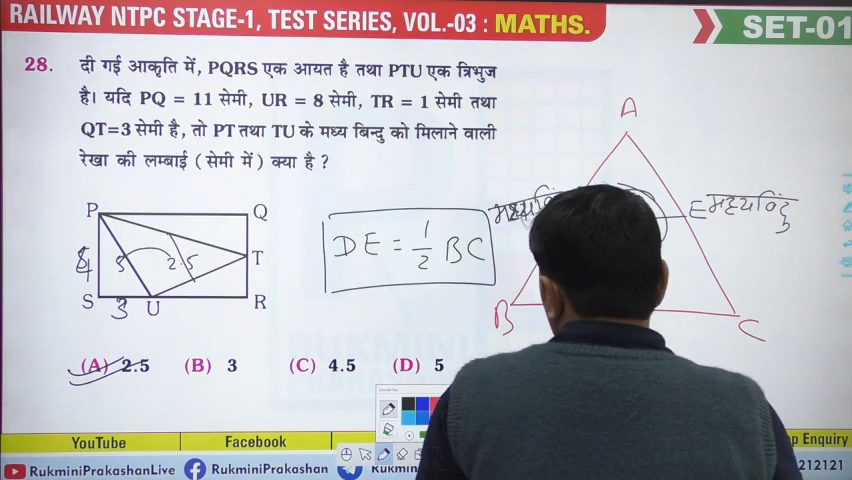 RAILWAY NTPC STAGE-1, TEST SERIES, VOL.-03 : MATHS.
SET-01
28. दी गई आकृति में, PQRS एक आयत है तथा PTU एक त्रिभुज
है। यदि PQ = 11 सेमी, UR = 8 सेमी, TR = 1 सेमी तथा
QT=3 सेमी है, तो PT तथा TU के मध्य बिन्दु को मिलाने वाली
रेखा की लम्बाई ( सेमी में ) क्या है ?
A
E मध्यबिंदु
P Q
DE = 1/2 BC
4 5 2.5 T
S 3 U R
B C
(A) 2.5 (B) 3 (C) 4.5 (D) 5
YouTube Facebook
p Enquiry
RukminiPrakashanLive RukminiPrakashan
212121